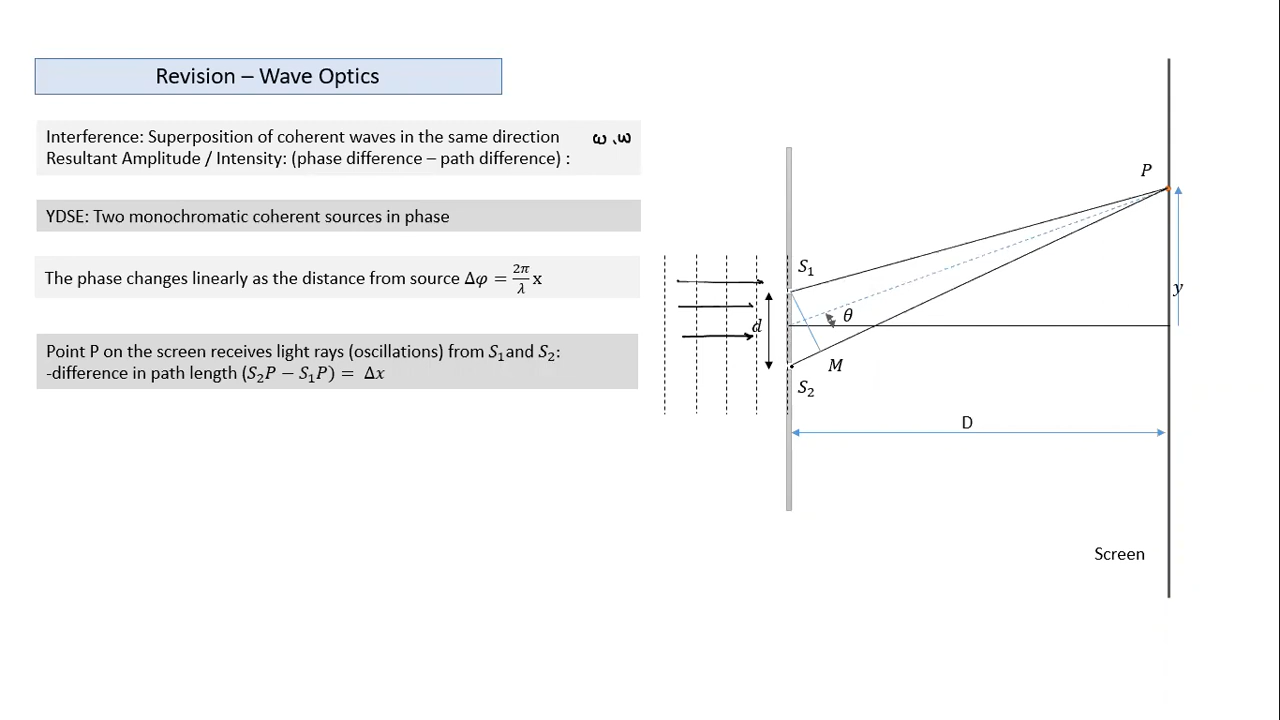 Revision – Wave Optics
Interference: Superposition of coherent waves in the same direction ω, ω
Resultant Amplitude / Intensity: (phase difference – path difference) :
YDSE: Two monochromatic coherent sources in phase
The phase changes linearly as the distance from source Δφ = 2π/λ x
Point P on the screen receives light rays (oscillations) from S₁and S₂:
-difference in path length (S₂P − S₁P) = Δx
P
S₁
y
θ
d
M
S₂
D
Screen